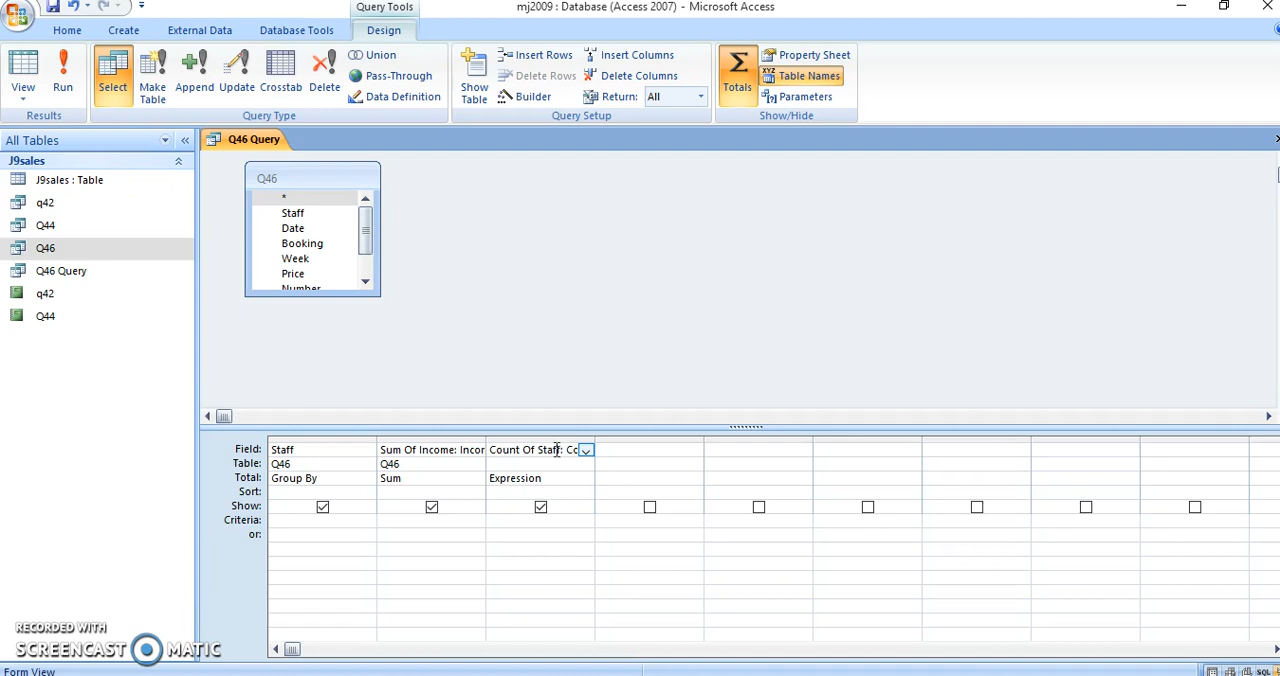 Query Tools
mj2009 : Database (Access 2007) - Microsoft Access
Home Create External Data Database Tools Design
View
Run
Results
Select
Make Table
Append
Update
Crosstab
Delete
Union
Pass-Through
Data Definition
Query Type
Show Table
Insert Rows
Delete Rows
Builder
Insert Columns
Delete Columns
Return: All
Query Setup
Totals
Property Sheet
Table Names
Parameters
Show/Hide
All Tables
J9sales
J9sales : Table
q42
Q44
Q46
Q46 Query
q42
Q44
Q46 Query
Q46
*
Staff
Date
Booking
Week
Price
Number
Field: Staff Sum Of Income: Incor Count Of Staff: Cc
Table: Q46 Q46
Total: Group By Sum Expression
Sort:
Show:
Criteria:
or:
RECORDED WITH
SCREENCAST MATIC
Form View
SQL